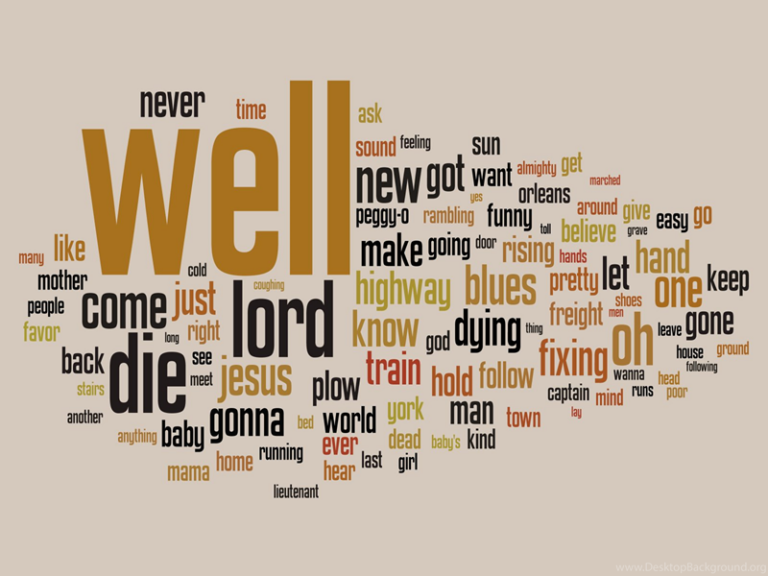 never
time
ask
well
sound
feeling
sun
new
got
want
almighty
get
marched
yes
orleans
peggy-o
rambling
funny
around
give
easy
go
toll
believe
grave
many
like
make
going
door
rising
hands
hand
cold
mother
coughing
highway
blues
pretty
let
one
keep
people
come
just
lord
shoes
favor
long
right
know
god
dying
thing
freight
men
oh
leave
gone
back
die
see
jesus
train
fixing
house
ground
stairs
meet
plow
hold
follow
wanna
head
following
captain
mind
runs
poor
another
gonna
bed
world
york
man
town
lay
anything
baby
ever
dead
baby's
kind
mama
home
running
hear
last
girl
lieutenant
www.DesktopBackground.org